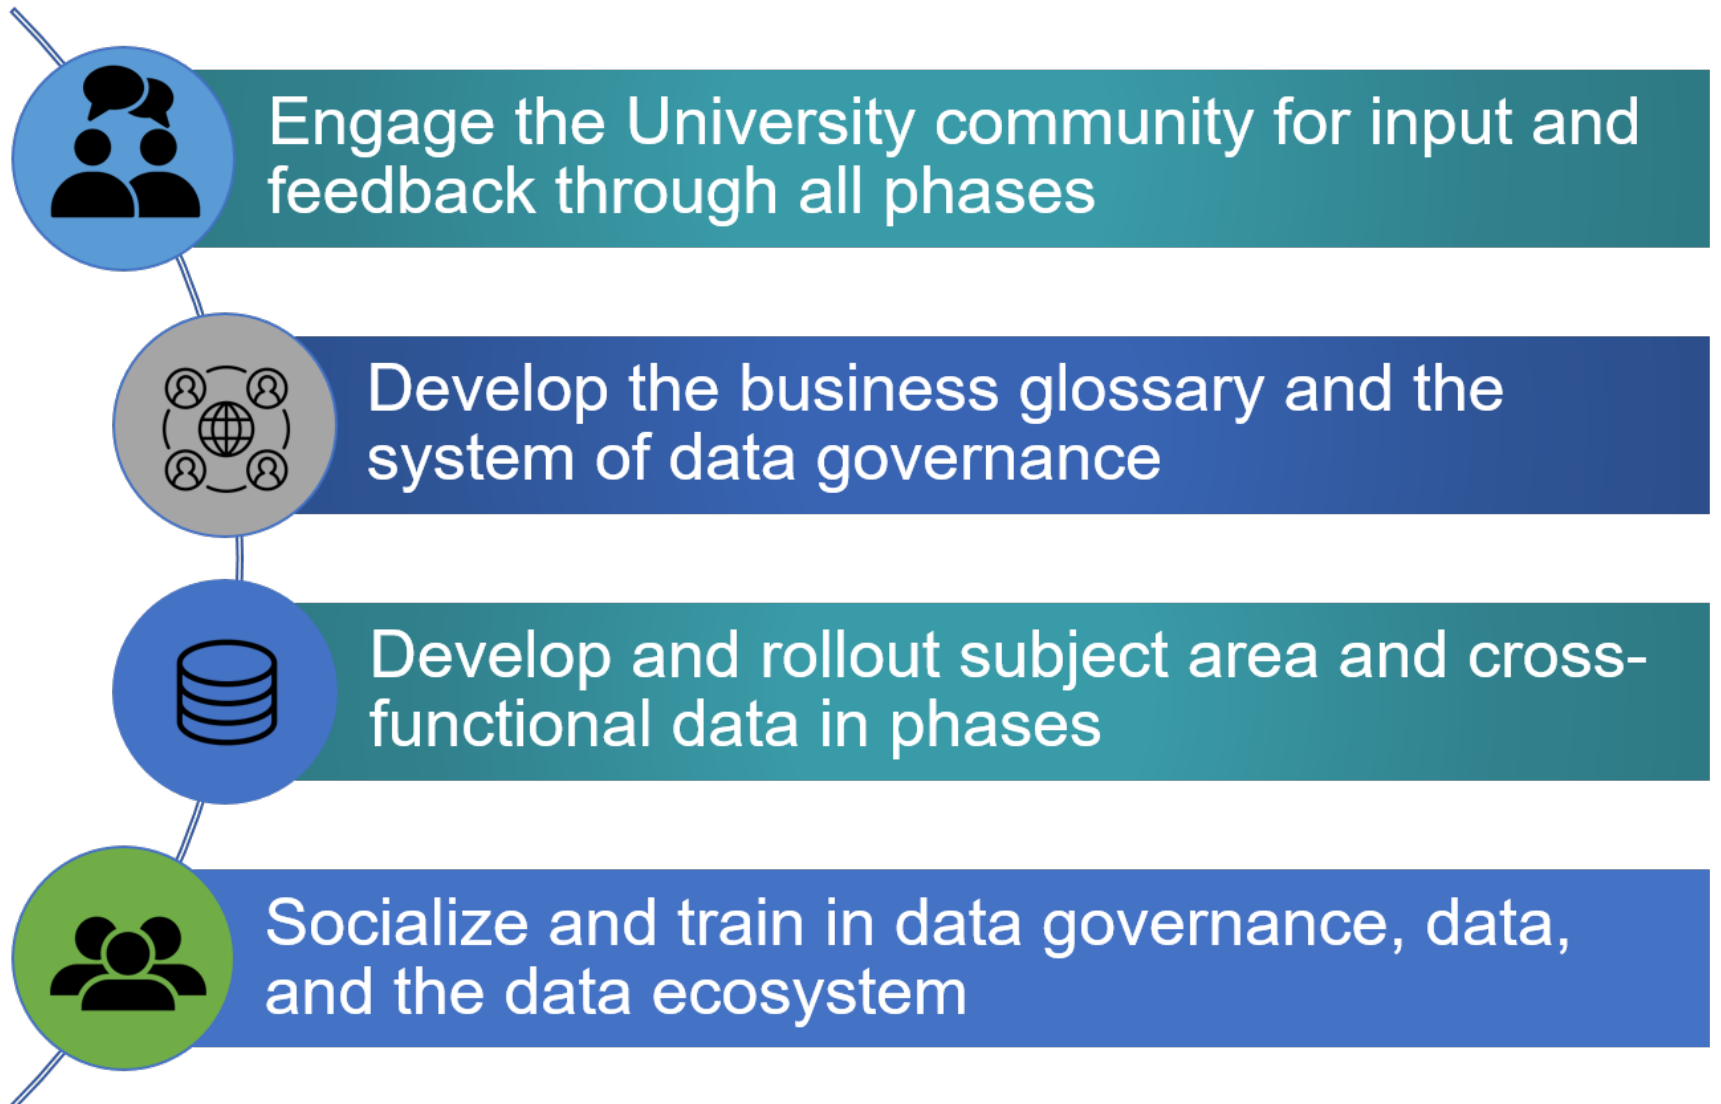 Engage the University community for input and
feedback through all phases
Develop the business glossary and the
system of data governance
Develop and rollout subject area and cross-
functional data in phases
Socialize and train in data governance, data,
and the data ecosystem